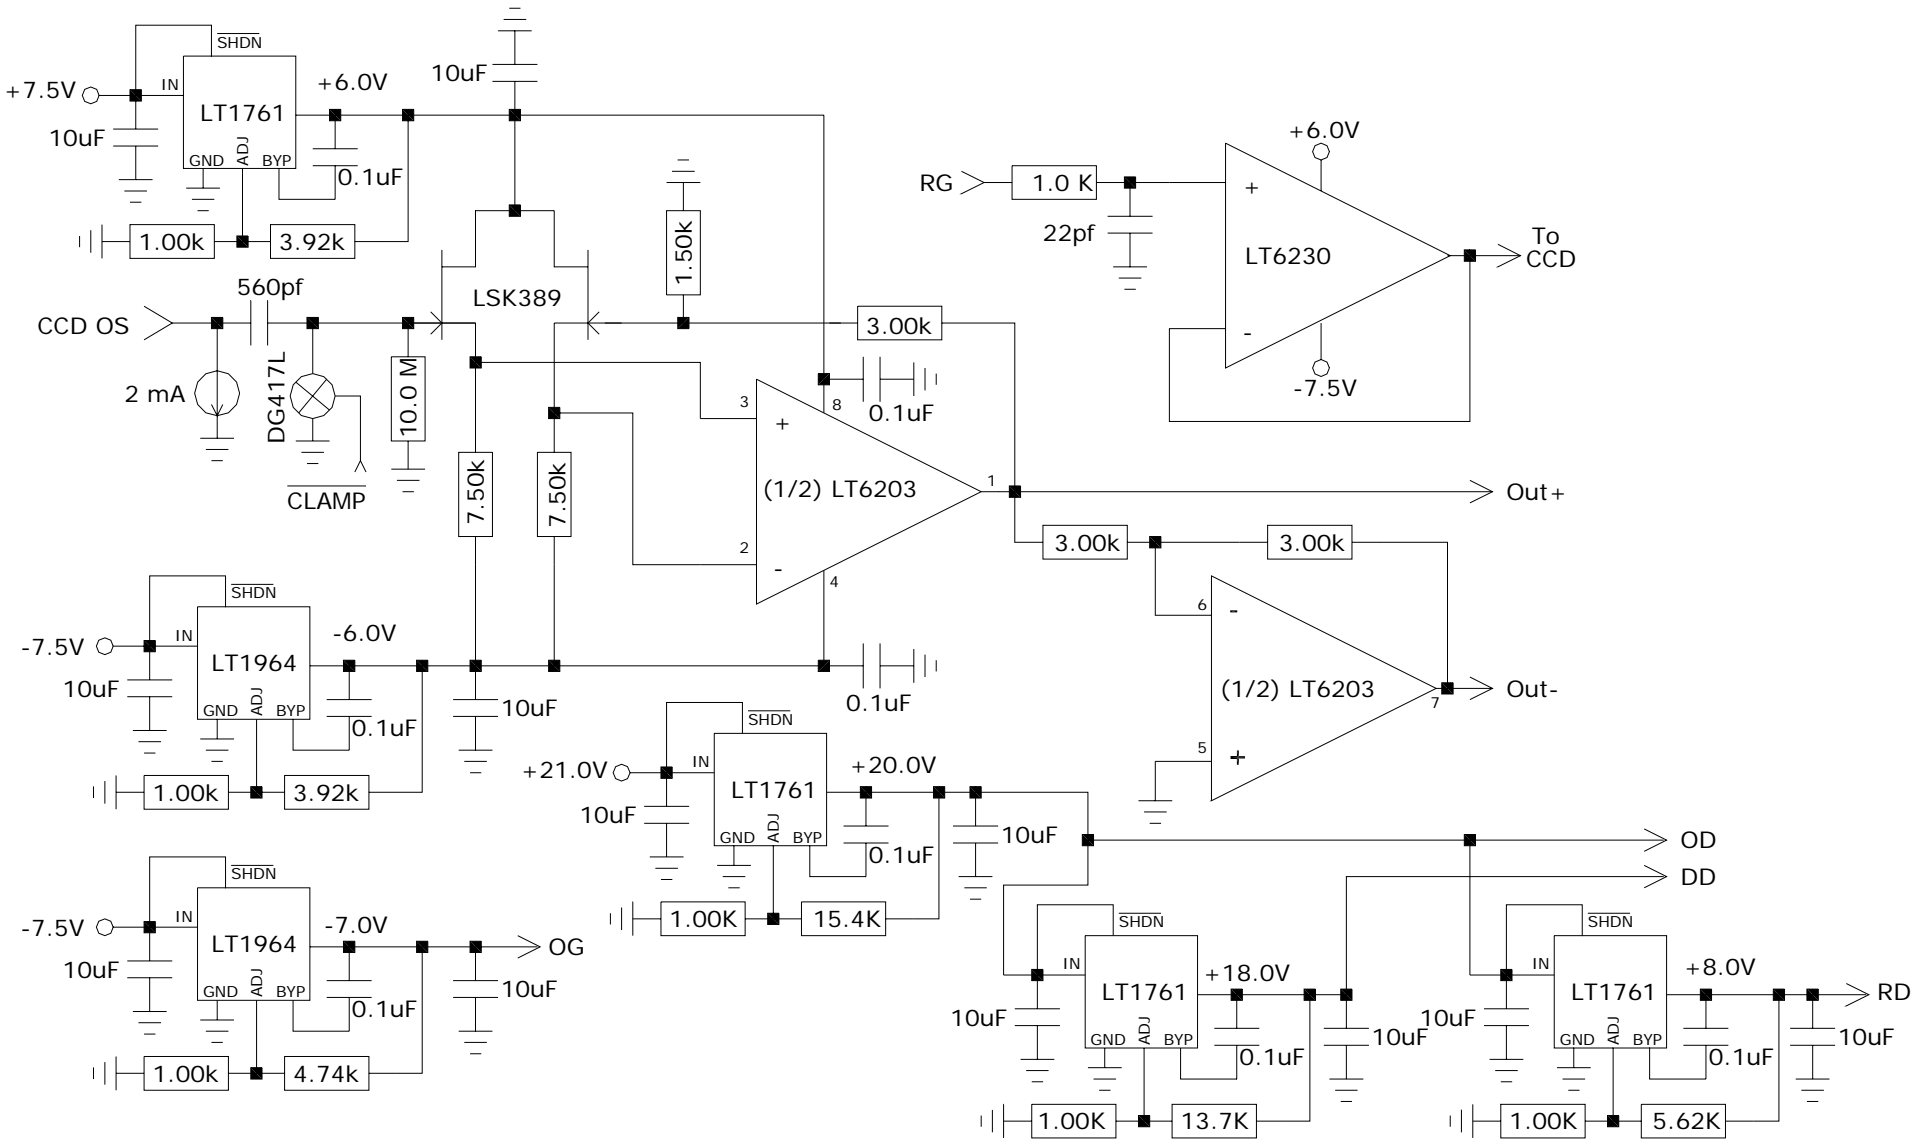 +7.5V
IN
SHDN
LT1761
GND
ADJ
BYP
10uF
+6.0V
0.1uF
1.00k
3.92k
10uF
CCD OS
560pf
2 mA
DG417L
CLAMP
10.0 M
LSK389
1.50k
3.00k
7.50k
7.50k
3
+
2
-
8
4
1
(1/2) LT6203
0.1uF
0.1uF
RG
1.0 K
22pf
+
-
LT6230
+6.0V
-7.5V
To
CCD
Out+
3.00k
3.00k
6
-
5
+
7
(1/2) LT6203
Out-
-7.5V
IN
SHDN
LT1964
GND
ADJ
BYP
10uF
-6.0V
0.1uF
1.00k
3.92k
10uF
-7.5V
IN
SHDN
LT1964
GND
ADJ
BYP
10uF
-7.0V
0.1uF
1.00k
4.74k
10uF
OG
+21.0V
IN
SHDN
LT1761
GND
ADJ
BYP
10uF
+20.0V
0.1uF
1.00K
15.4K
10uF
OD
DD
IN
SHDN
LT1761
GND
ADJ
BYP
10uF
+18.0V
0.1uF
1.00K
13.7K
10uF
IN
SHDN
LT1761
GND
ADJ
BYP
10uF
+8.0V
0.1uF
1.00K
5.62K
10uF
RD